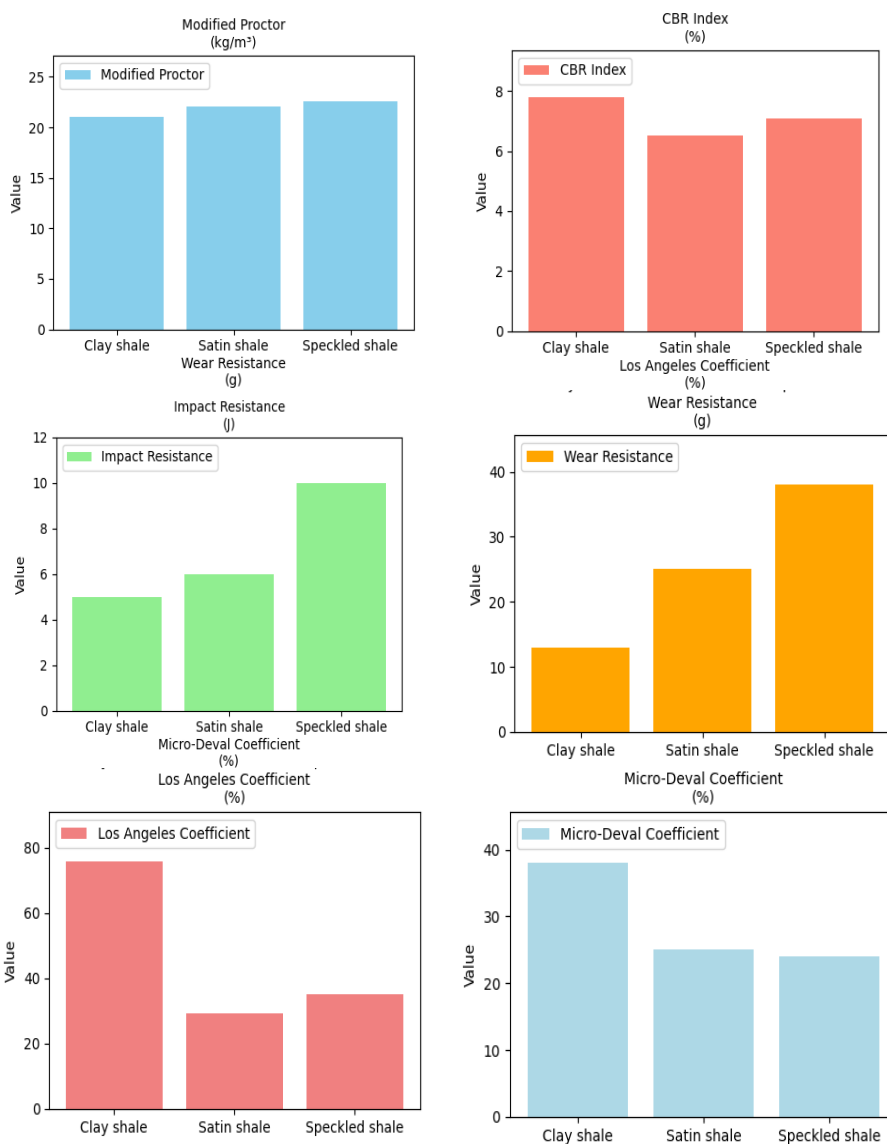 Modified Proctor
(kg/m³)
Modified Proctor
25
20
15
10
5
0
Value
Clay shale Satin shale Speckled shale
Wear Resistance
(g)
CBR Index
(%)
CBR Index
8
6
4
2
0
Value
Clay shale Satin shale Speckled shale
Los Angeles Coefficient
(%)
Impact Resistance
(J)
Impact Resistance
12
10
8
6
4
2
0
Value
Clay shale Satin shale Speckled shale
Micro-Deval Coefficient
(%)
Wear Resistance
(g)
Wear Resistance
40
30
20
10
0
Value
Clay shale Satin shale Speckled shale
Los Angeles Coefficient
(%)
Los Angeles Coefficient
80
60
40
20
0
Value
Clay shale Satin shale Speckled shale
Micro-Deval Coefficient
(%)
Micro-Deval Coefficient
40
30
20
10
0
Value
Clay shale Satin shale Speckled shale